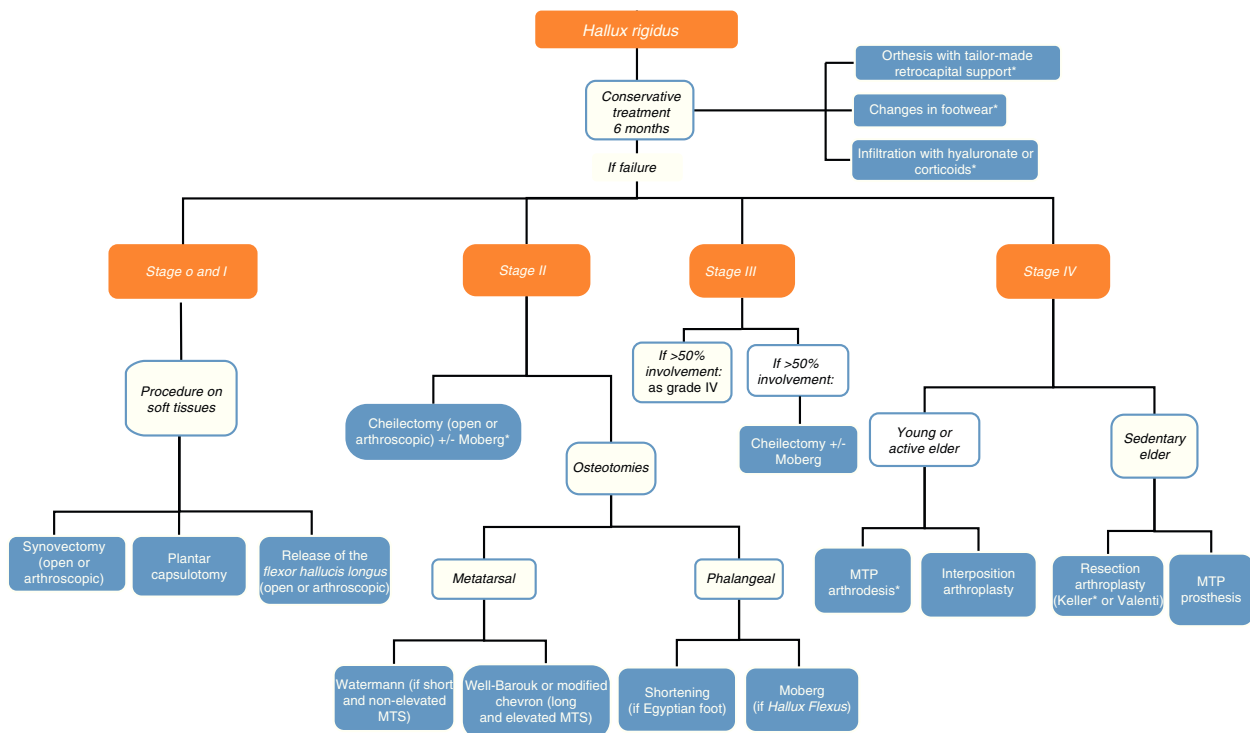 Hallux rigidus
Conservative
treatment
6 months
Orthesis with tailor-made
retrocapital support*
Changes in footwear*
Infiltration with hyaluronate or
corticoids*
If failure
Stage o and I
Stage II
Stage III
Stage IV
Procedure on
soft tissues
Synovectomy
(open or
arthroscopic)
Plantar
capsulotomy
Release of the
flexor hallucis longus
(open or arthroscopic)
Cheilectomy (open or
arthroscopic) +/- Moberg*
Osteotomies
Metatarsal
Phalangeal
Watermann (if short
and non-elevated
MTS)
Well-Barouk or modified
chevron (long
and elevated MTS)
Shortening
(if Egyptian foot)
Moberg
(if Hallux Flexus)
If >50%
involvement:
as grade IV
If >50%
involvement:
Cheilectomy +/-
Moberg
Young or
active elder
Sedentary
elder
MTP
arthrodesis*
Interposition
arthroplasty
Resection
arthroplasty
(Keller* or Valenti)
MTP
prosthesis